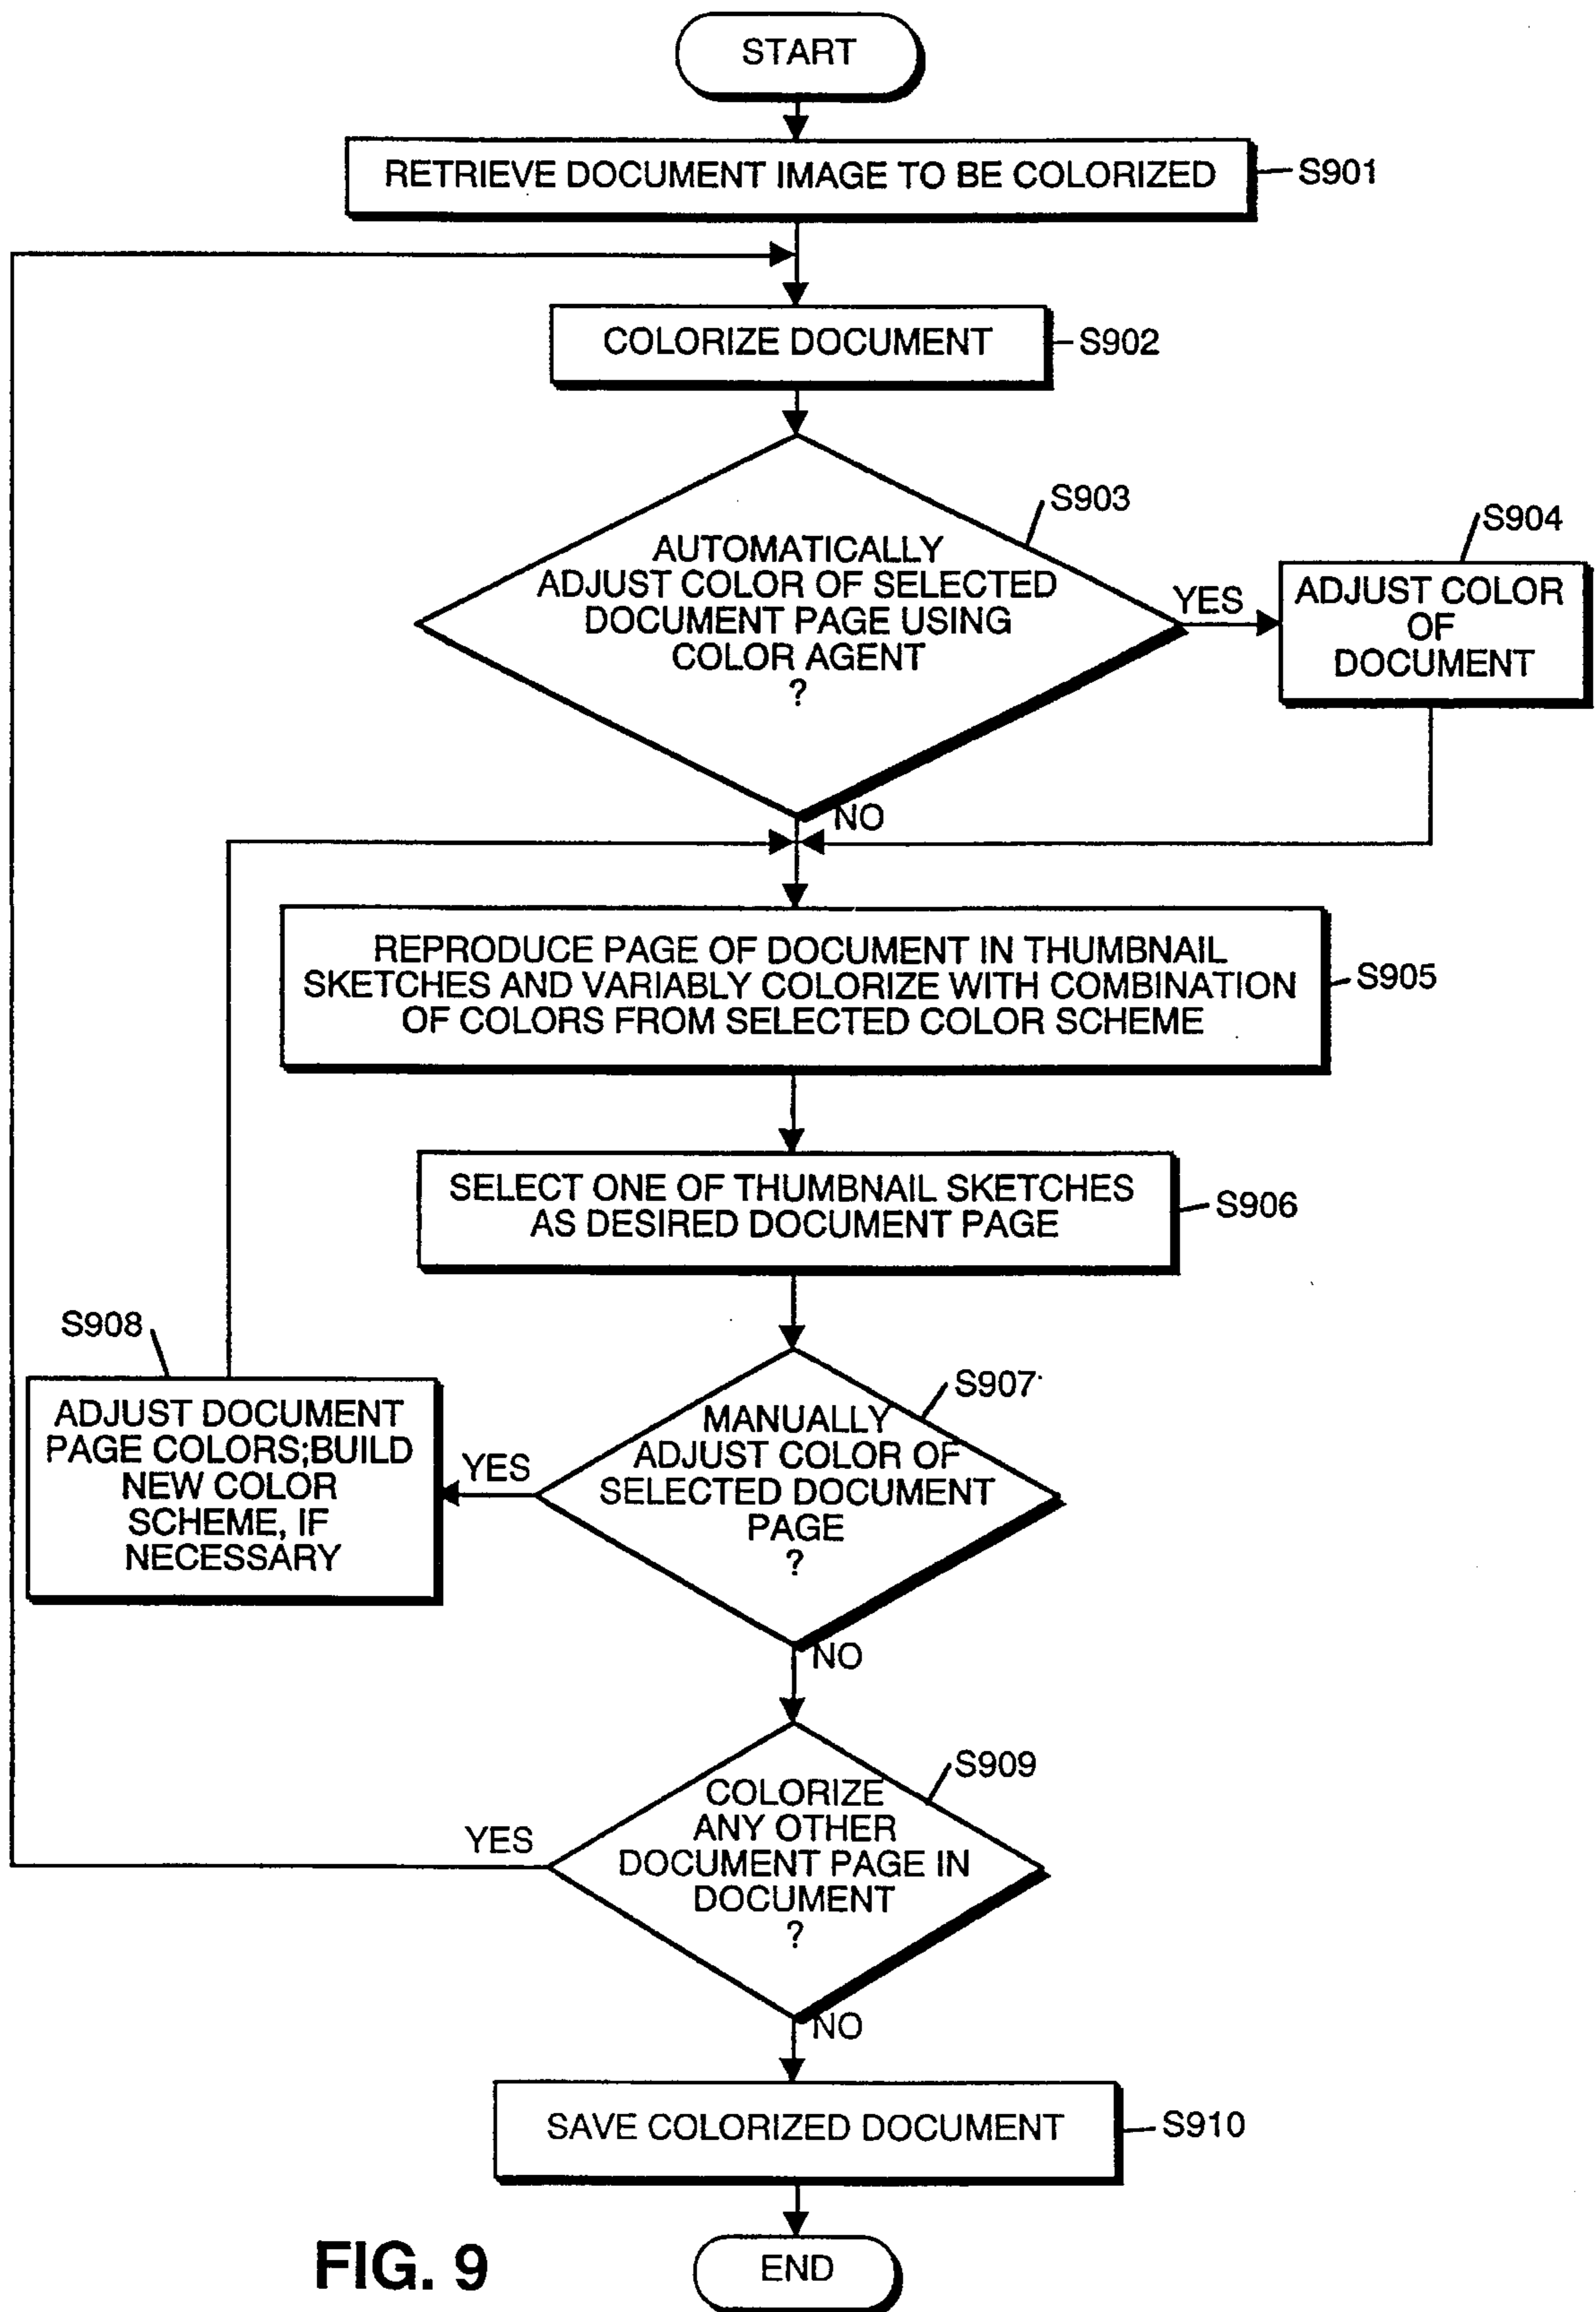 START
RETRIEVE DOCUMENT IMAGE TO BE COLORIZED
S901
COLORIZE DOCUMENT
S902
S903
AUTOMATICALLY
ADJUST COLOR OF SELECTED
DOCUMENT PAGE USING
COLOR AGENT
?
YES
S904
ADJUST COLOR
OF
DOCUMENT
NO
REPRODUCE PAGE OF DOCUMENT IN THUMBNAIL
SKETCHES AND VARIABLY COLORIZE WITH COMBINATION
OF COLORS FROM SELECTED COLOR SCHEME
S905
SELECT ONE OF THUMBNAIL SKETCHES
AS DESIRED DOCUMENT PAGE
S906
S907
MANUALLY
ADJUST COLOR OF
SELECTED DOCUMENT
PAGE
?
YES
S908
ADJUST DOCUMENT
PAGE COLORS;BUILD
NEW COLOR
SCHEME, IF
NECESSARY
NO
S909
COLORIZE
ANY OTHER
DOCUMENT PAGE IN
DOCUMENT
?
YES
NO
SAVE COLORIZED DOCUMENT
S910
END
FIG. 9